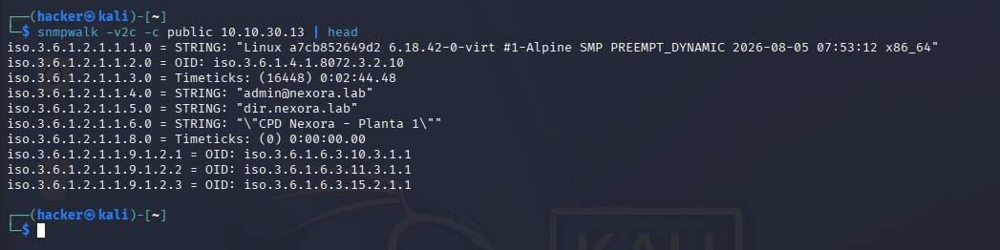 ┌──(hacker㉿kali)-[~]
└─$ snmpwalk -v2c -c public 10.10.30.13 | head
iso.3.6.1.2.1.1.1.0 = STRING: "Linux a7cb852649d2 6.18.42-0-virt #1-Alpine SMP PREEMPT_DYNAMIC 2026-08-05 07:53:12 x86_64"
iso.3.6.1.2.1.1.2.0 = OID: iso.3.6.1.4.1.8072.3.2.10
iso.3.6.1.2.1.1.3.0 = Timeticks: (16448) 0:02:44.48
iso.3.6.1.2.1.1.4.0 = STRING: "admin@nexora.lab"
iso.3.6.1.2.1.1.5.0 = STRING: "dir.nexora.lab"
iso.3.6.1.2.1.1.6.0 = STRING: "\"CPD Nexora - Planta 1\""
iso.3.6.1.2.1.1.8.0 = Timeticks: (0) 0:00:00.00
iso.3.6.1.2.1.1.9.1.2.1 = OID: iso.3.6.1.6.3.10.3.1.1
iso.3.6.1.2.1.1.9.1.2.2 = OID: iso.3.6.1.6.3.11.3.1.1
iso.3.6.1.2.1.1.9.1.2.3 = OID: iso.3.6.1.6.3.15.2.1.1
┌──(hacker㉿kali)-[~]
└─$
KALI